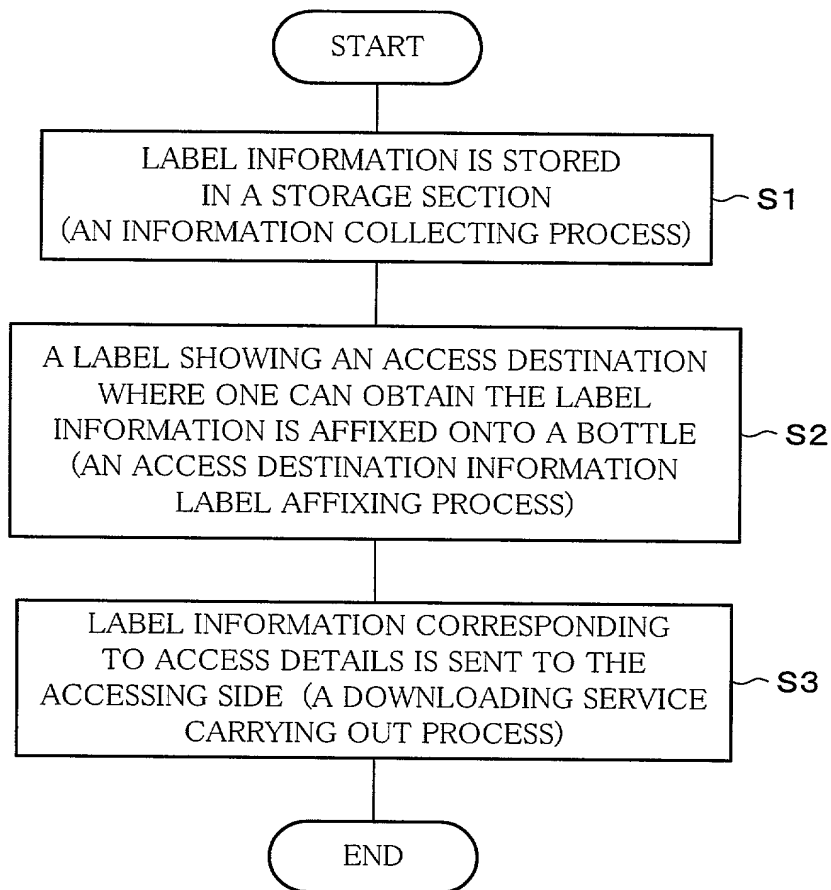 START
LABEL INFORMATION IS STORED
IN A STORAGE SECTION
(AN INFORMATION COLLECTING PROCESS)
S1
A LABEL SHOWING AN ACCESS DESTINATION
WHERE ONE CAN OBTAIN THE LABEL
INFORMATION IS AFFIXED ONTO A BOTTLE
(AN ACCESS DESTINATION INFORMATION
LABEL AFFIXING PROCESS)
S2
LABEL INFORMATION CORRESPONDING
TO ACCESS DETAILS IS SENT TO THE
ACCESSING SIDE (A DOWNLOADING SERVICE
CARRYING OUT PROCESS)
S3
END